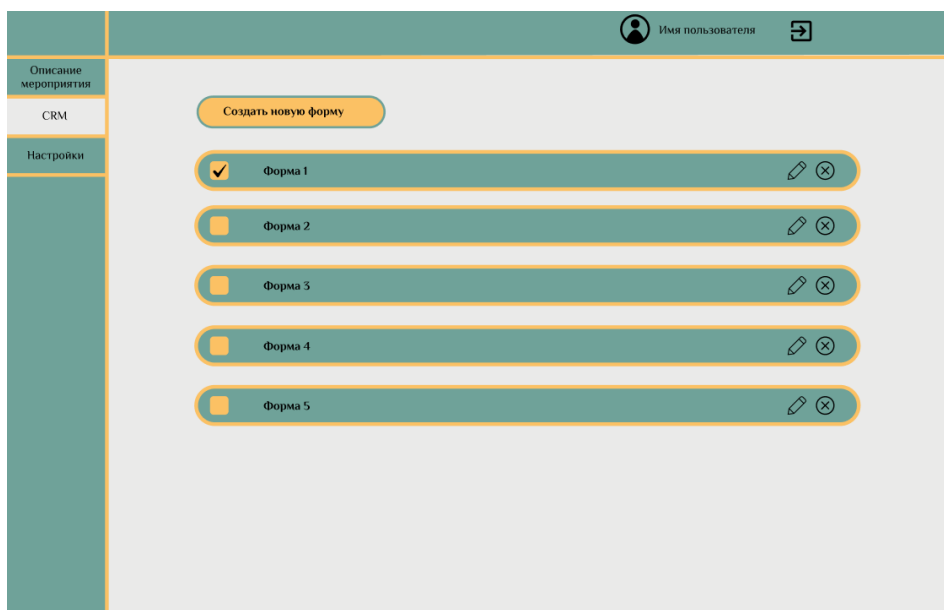 Имя пользователя
Описание
мероприятия
CRM
Настройки
Создать новую форму
Форма 1
Форма 2
Форма 3
Форма 4
Форма 5